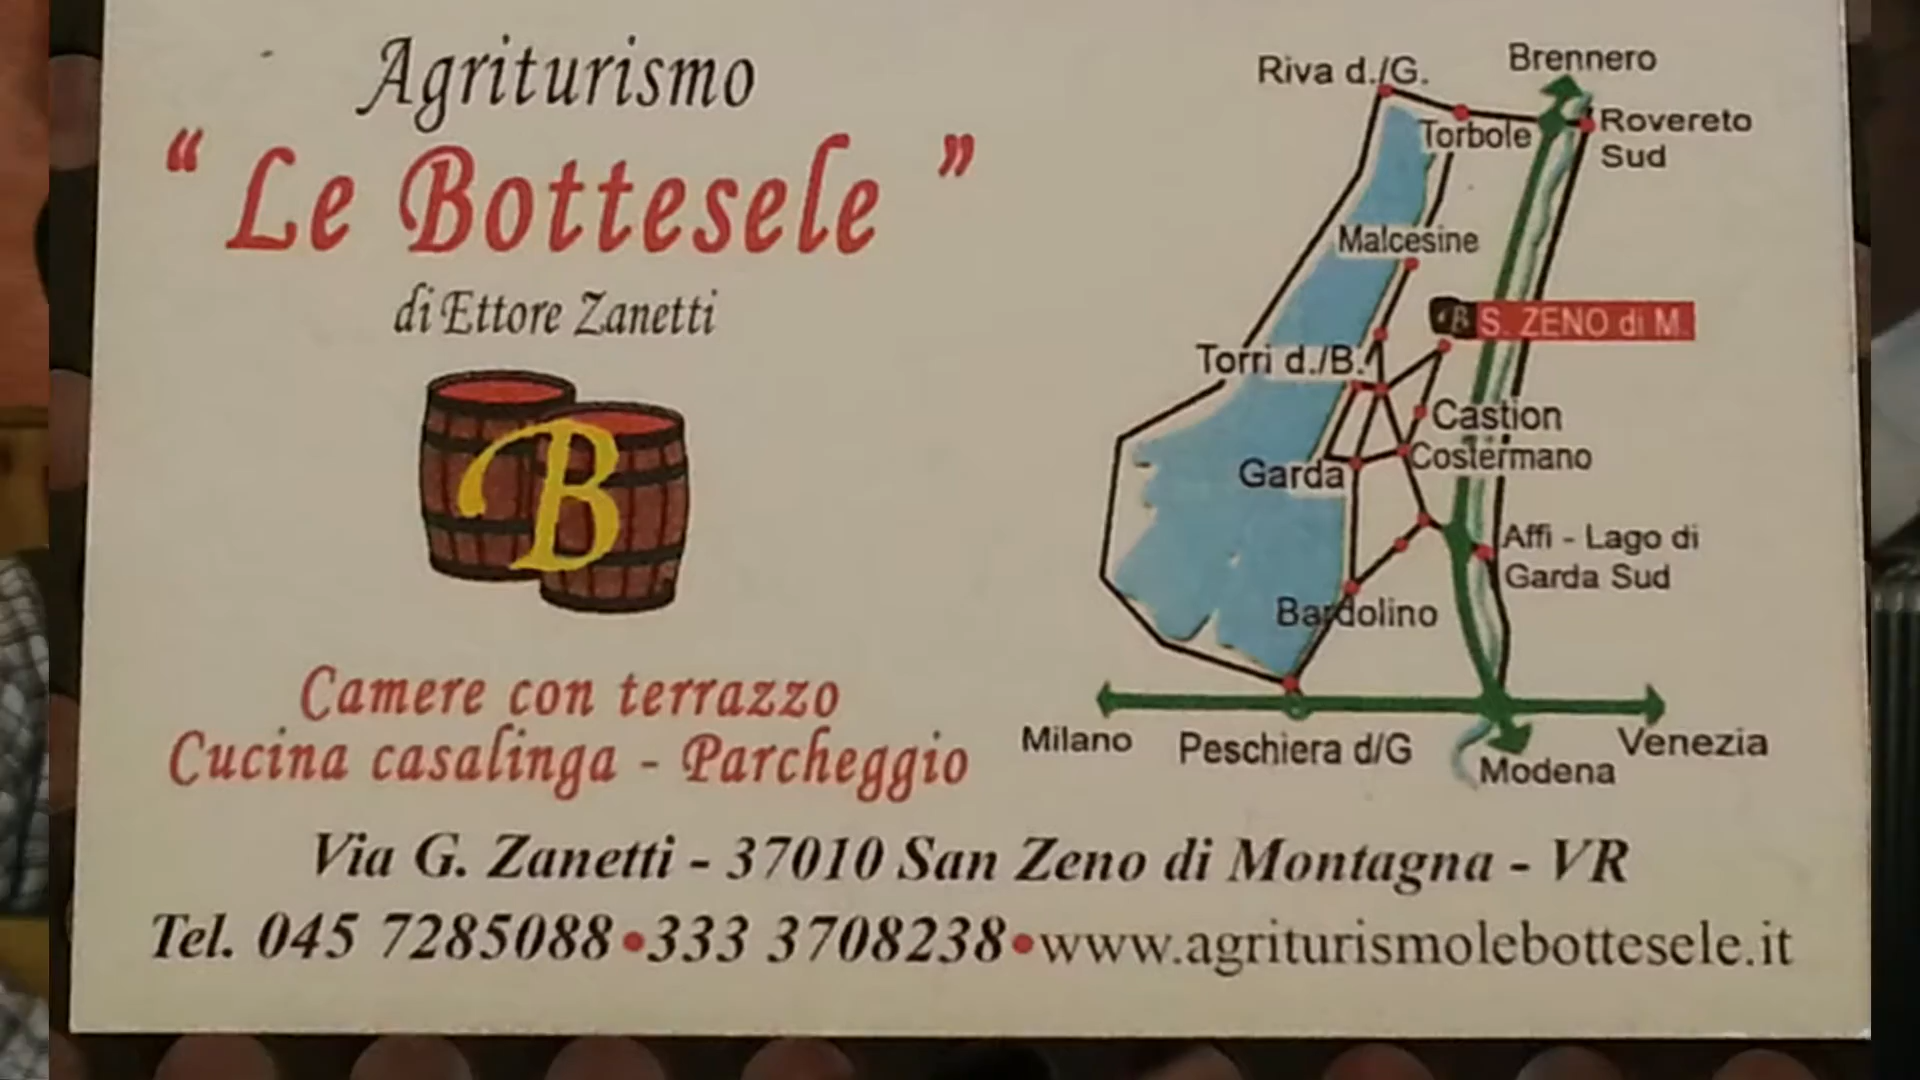 Agriturismo
“ Le Bottesele ”
di Ettore Zanetti
B
Camere con terrazzo
Cucina casalinga - Parcheggio
Brennero
Riva d./G.
Torbole
Rovereto
Sud
Malcesine
B S. ZENO di M.
Torri d./B.
Castion
Costermano
Garda
Affi - Lago di
Garda Sud
Bardolino
Milano
Peschiera d/G
Modena
Venezia
Via G. Zanetti - 37010 San Zeno di Montagna - VR
Tel. 045 7285088•333 3708238•www.agriturismolebottesele.it